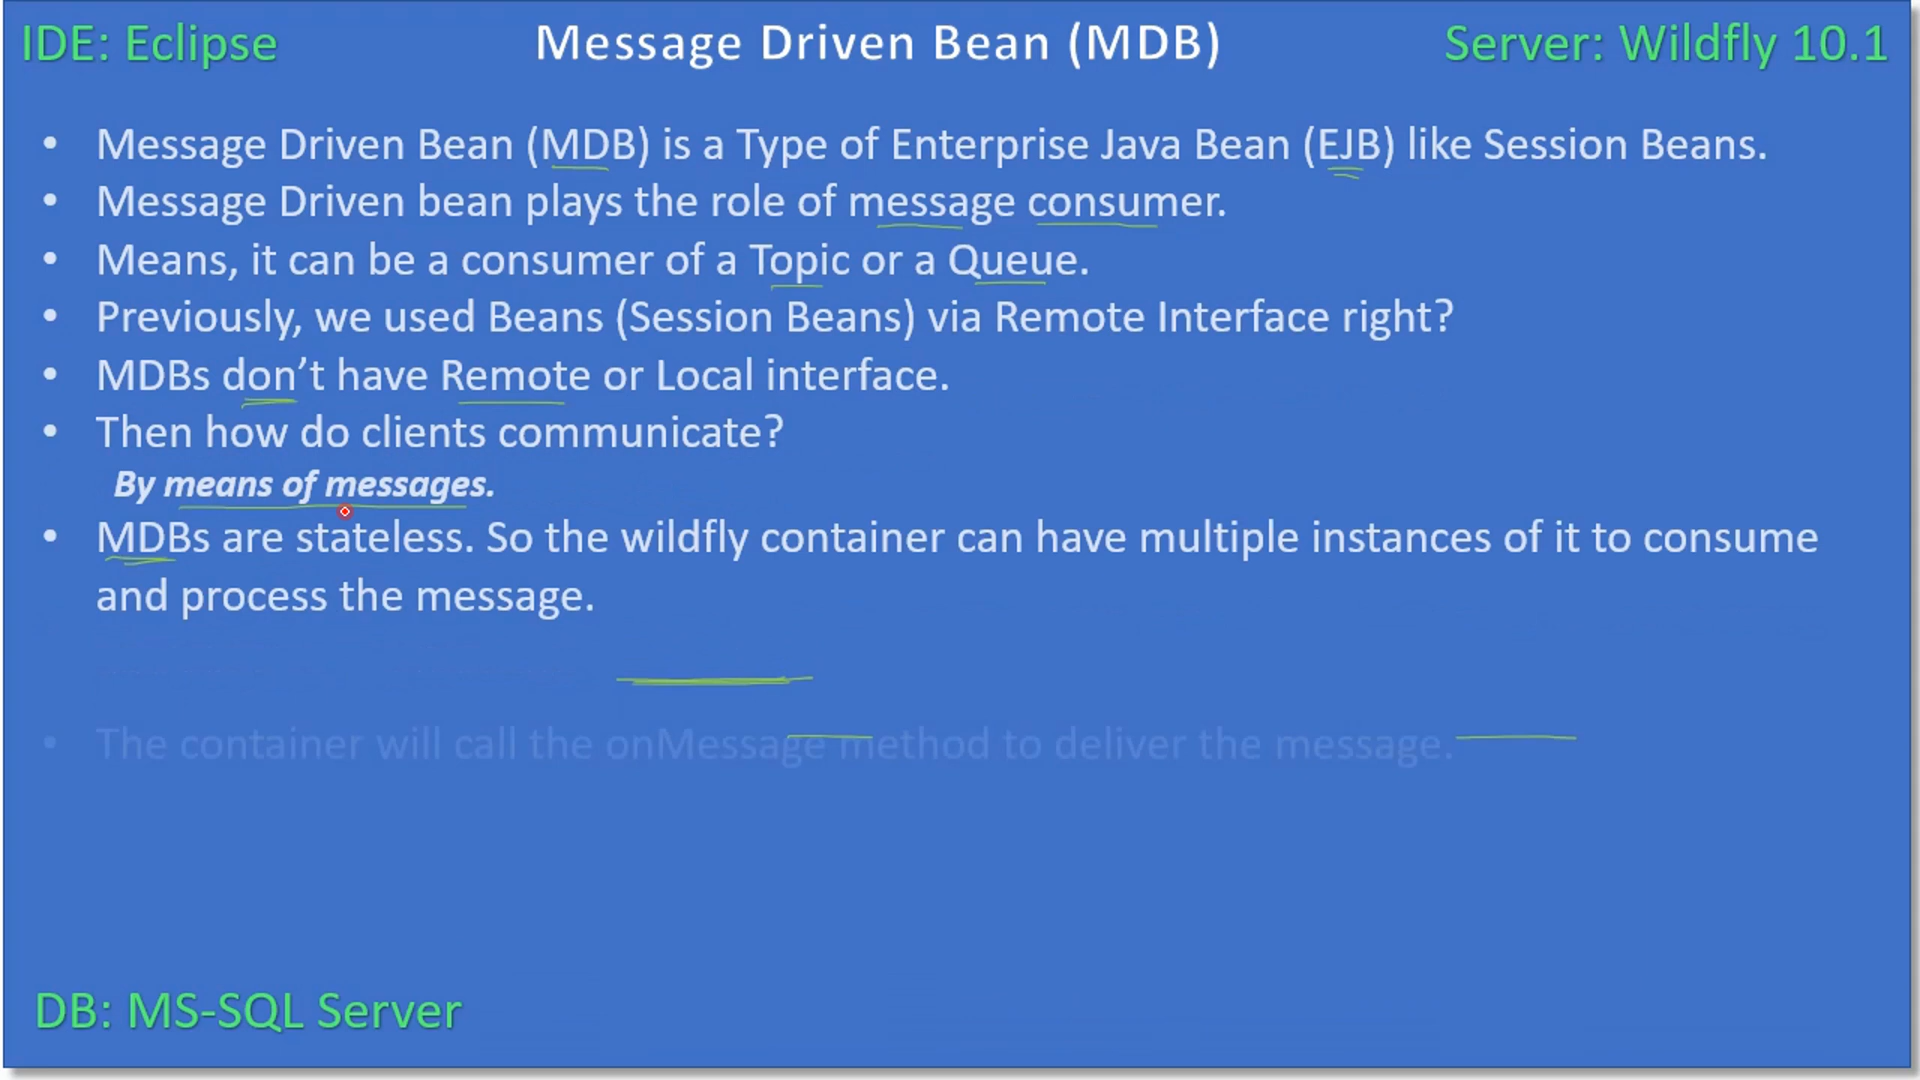 IDE: Eclipse
Message Driven Bean (MDB)
Server: Wildfly 10.1
• Message Driven Bean (MDB) is a Type of Enterprise Java Bean (EJB) like Session Beans.
• Message Driven bean plays the role of message consumer.
• Means, it can be a consumer of a Topic or a Queue.
• Previously, we used Beans (Session Beans) via Remote Interface right?
• MDBs don’t have Remote or Local interface.
• Then how do clients communicate?
By means of messages.
• MDBs are stateless. So the wildfly container can have multiple instances of it to consume
and process the message.
• The container will call the onMessage method to deliver the message.
DB: MS-SQL Server